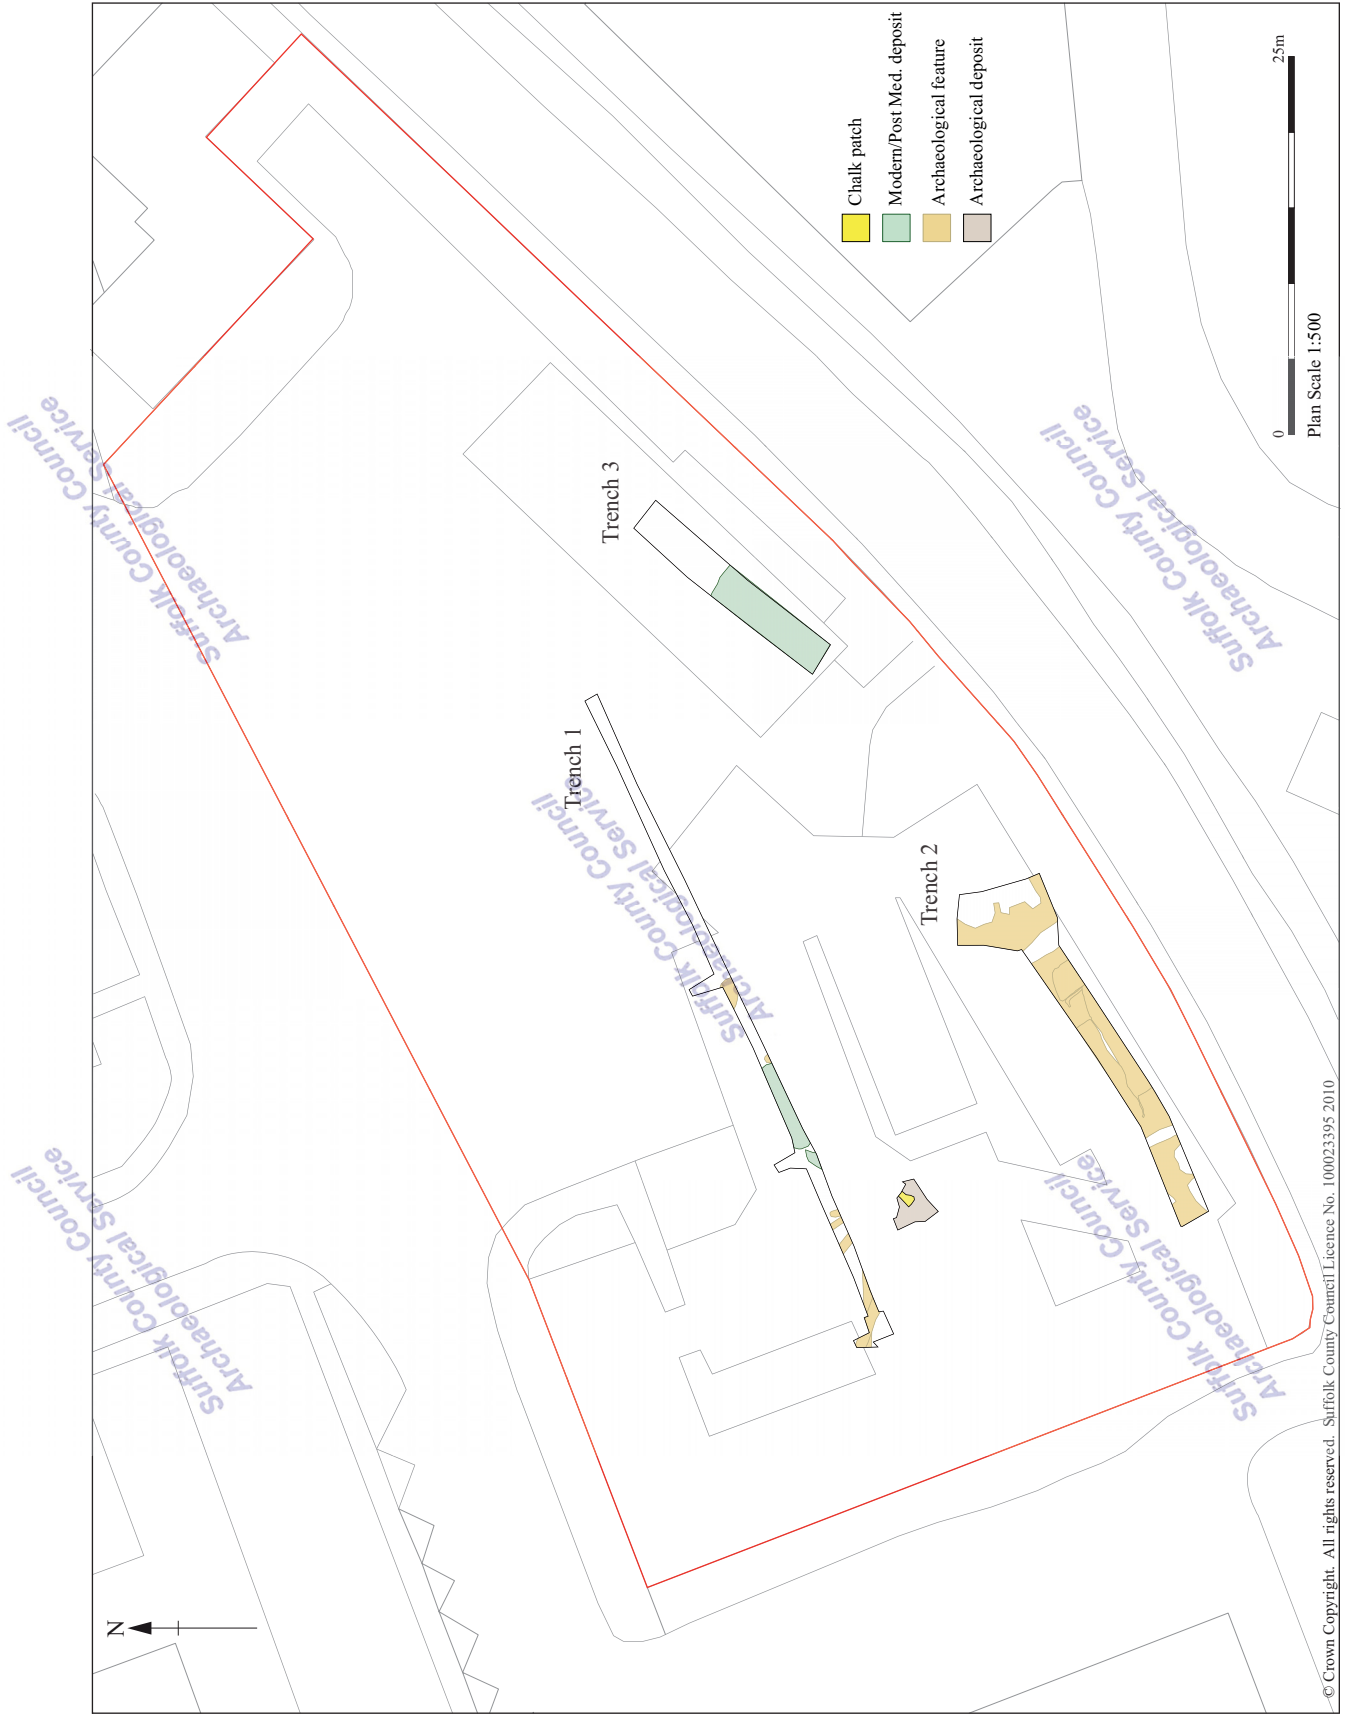 N
Suffolk County Council
Archaeological Service
Suffolk County Council
Archaeological Service
Suffolk County Council
Archaeological Service
Suffolk County Council
Archaeological Service
Suffolk County Council
Archaeological Service
Trench 1
Trench 2
Trench 3
Chalk patch
Modern/Post Med. deposit
Archaeological feature
Archaeological deposit
0
25m
Plan Scale 1:500
© Crown Copyright. All rights reserved. Suffolk County Council Licence No. 100023395 2010